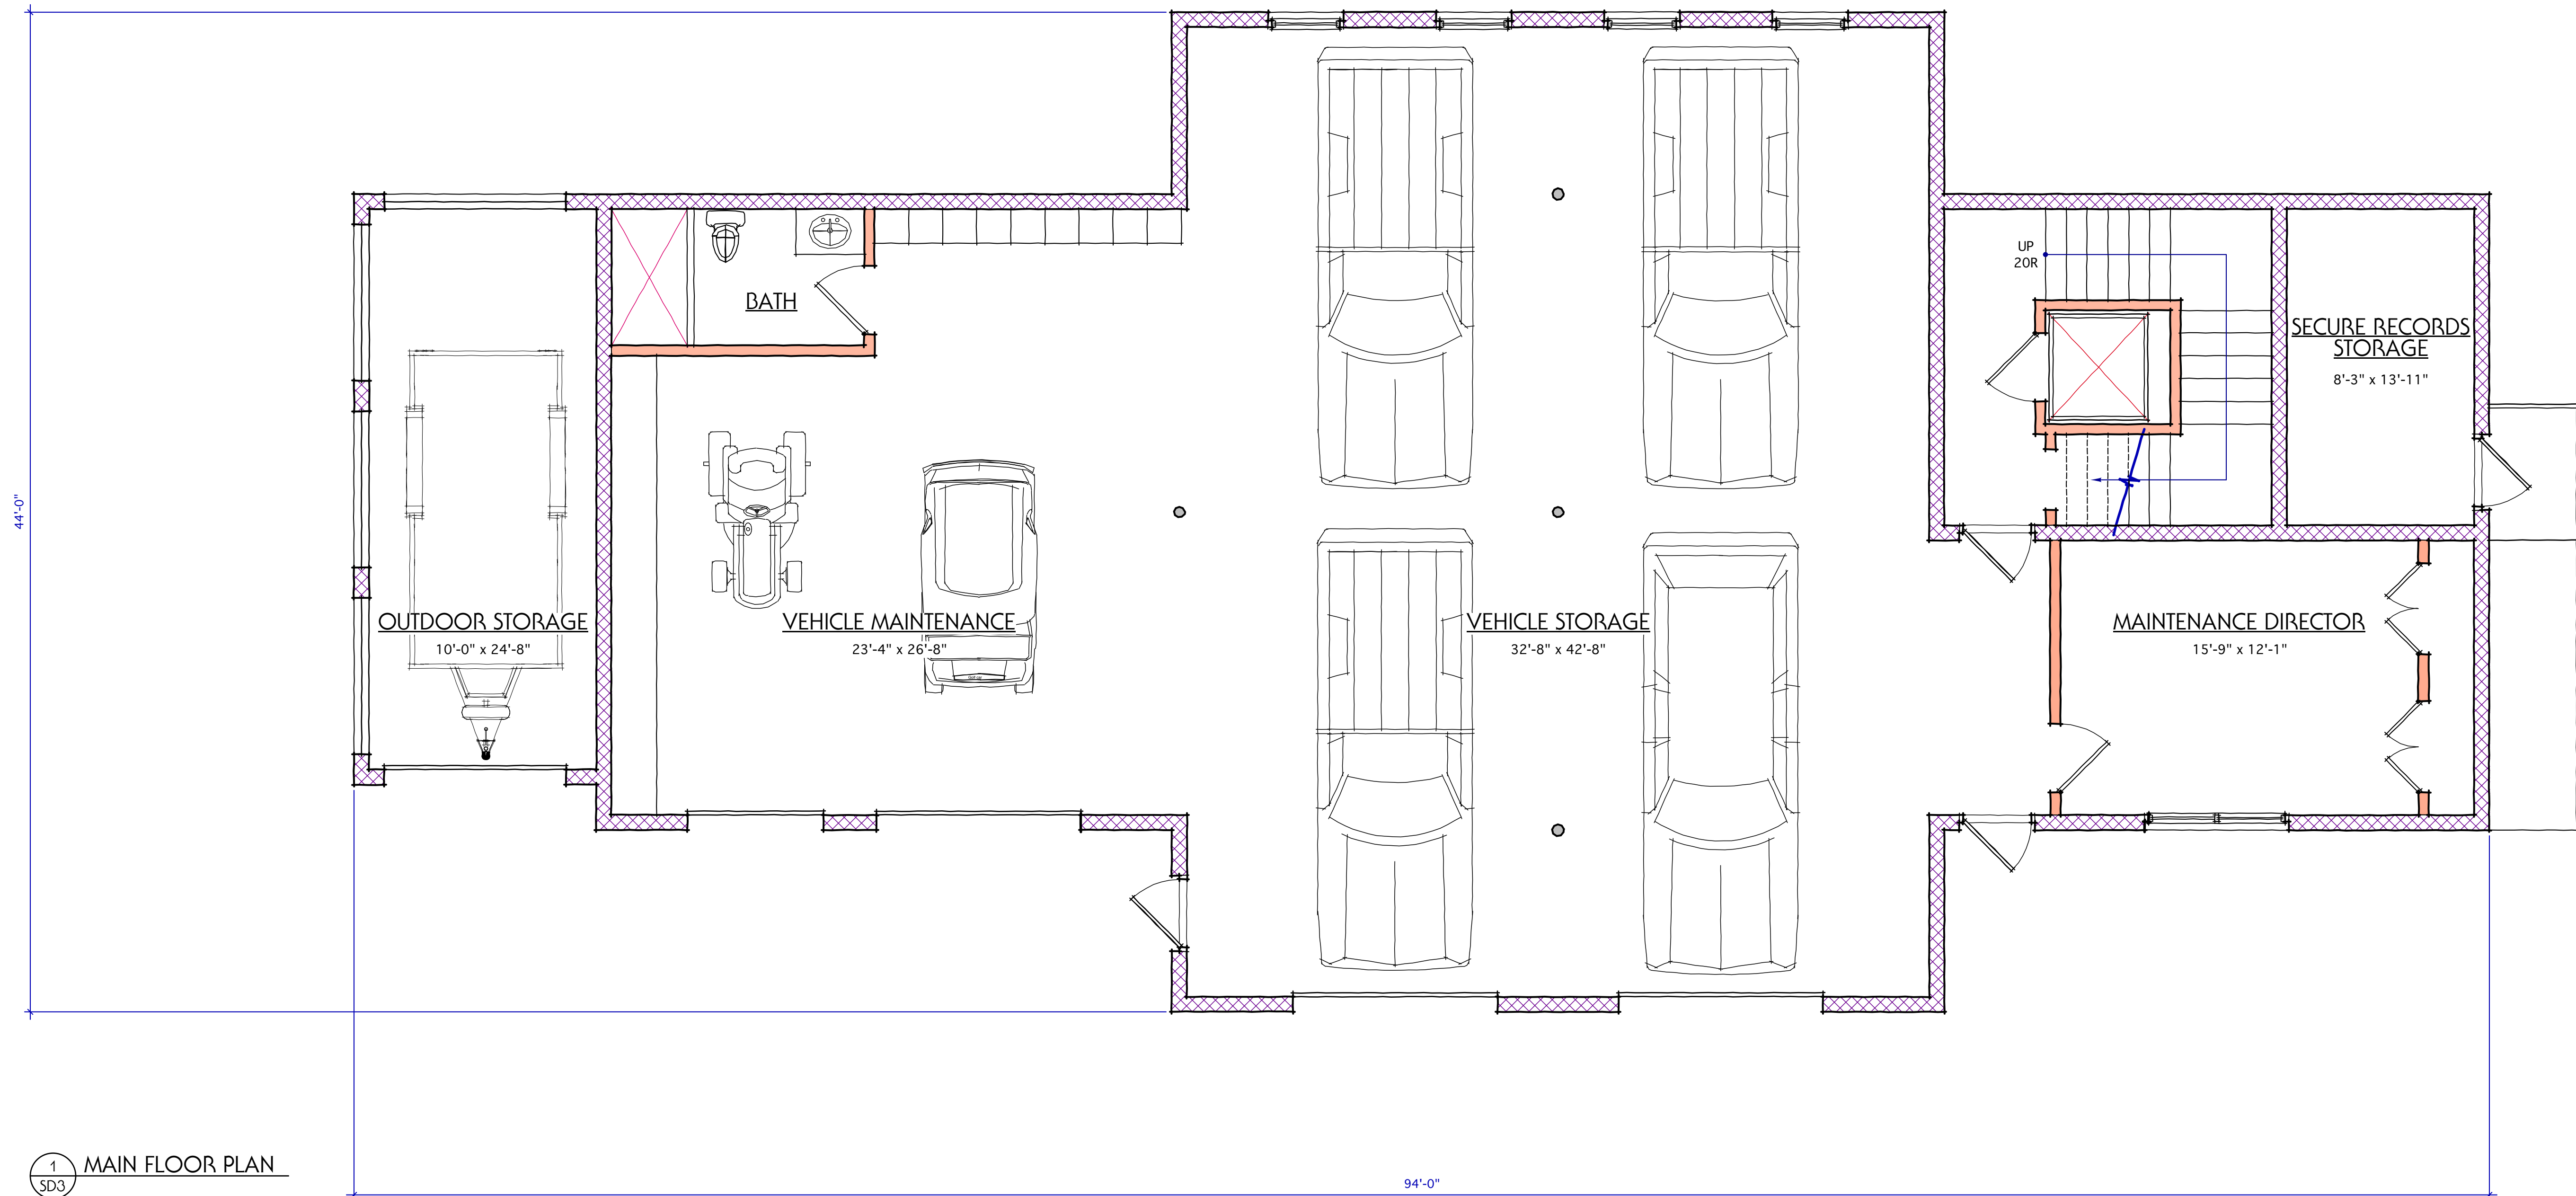 UP
20R
BATH
SECURE RECORDS
STORAGE
8'-3" x 13'-11"
44'-0"
OUTDOOR STORAGE
10'-0" x 24'-8"
VEHICLE MAINTENANCE
23'-4" x 26'-8"
VEHICLE STORAGE
32'-8" x 42'-8"
MAINTENANCE DIRECTOR
15'-9" x 12'-1"
1
SD3
MAIN FLOOR PLAN
94'-0"